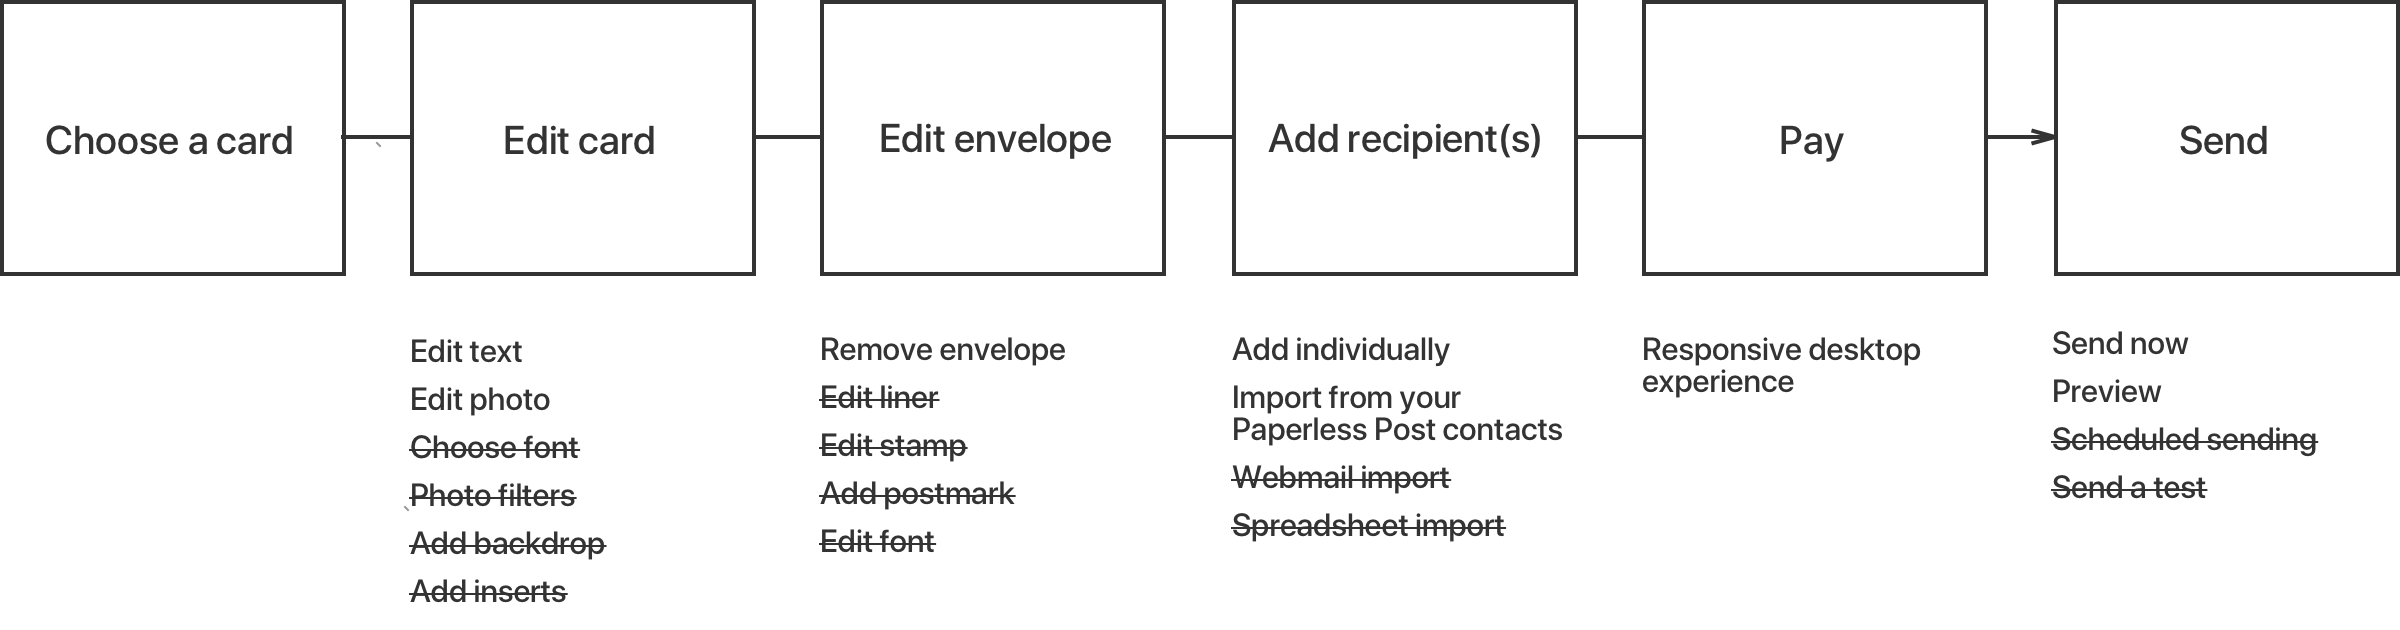 Choose a card
Edit card
Edit envelope
Add recipient(s)
Pay
Send
Edit text
Edit photo
Choose font
Photo filters
Add backdrop
Add inserts
Remove envelope
Edit liner
Edit stamp
Add postmark
Edit font
Add individually
Import from your
Paperless Post contacts
Webmail import
Spreadsheet import
Responsive desktop
experience
Send now
Preview
Scheduled sending
Send a test